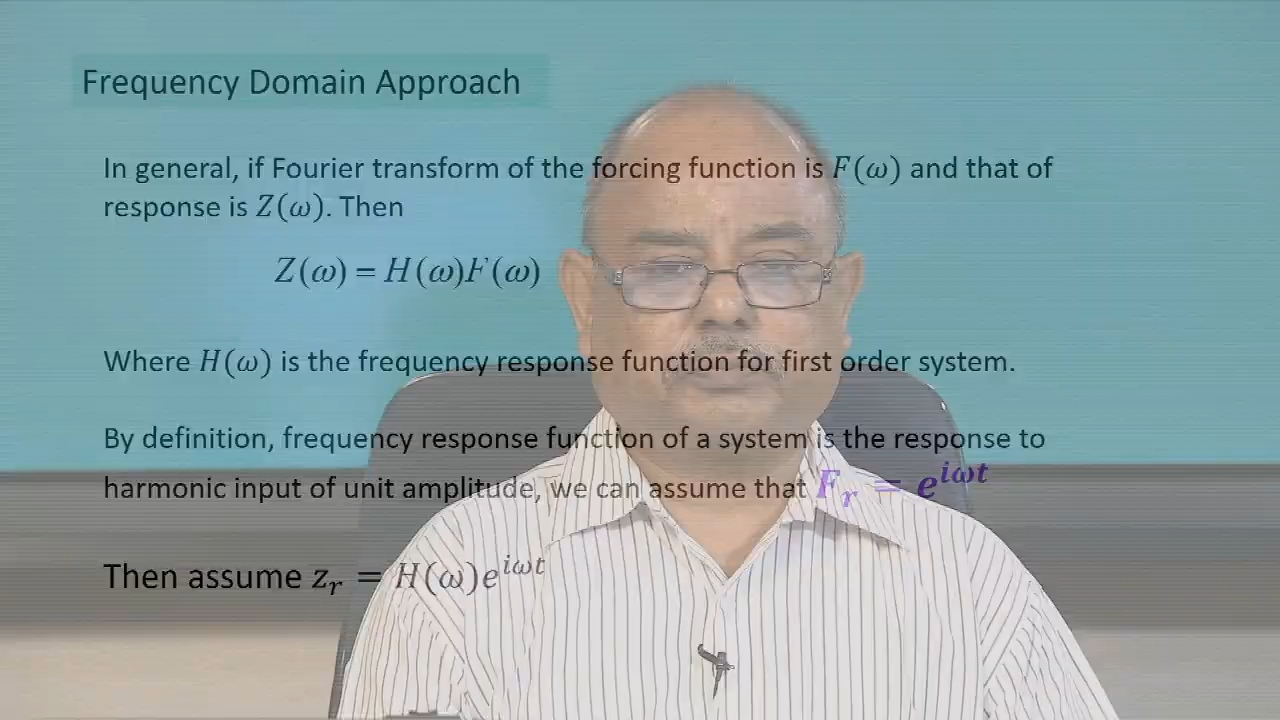 Frequency Domain Approach
In general, if Fourier transform of the forcing function is F(ω) and that of
response is Z(ω). Then
Z(ω) = H(ω)F(ω)
Where H(ω) is the frequency response function for first order system.
By definition, frequency response function of a system is the response to
harmonic input of unit amplitude, we can assume that F_r = e^{iωt}
Then assume z_r = H(ω)e^{iωt}